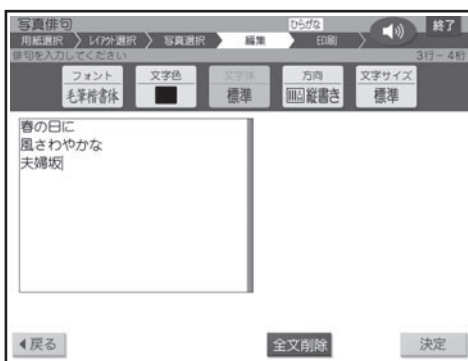 写真俳句 ひらがな 終了
用紙選択 レイアウト選択 写真選択 編集 印刷
俳句を入力してください 3行－4桁
フォント 文字色 文字体 方向 文字サイズ
毛筆楷書体 標準 縦書き 標準
春の日に
風さわやかな
夫婦坂
戻る 全文削除 決定